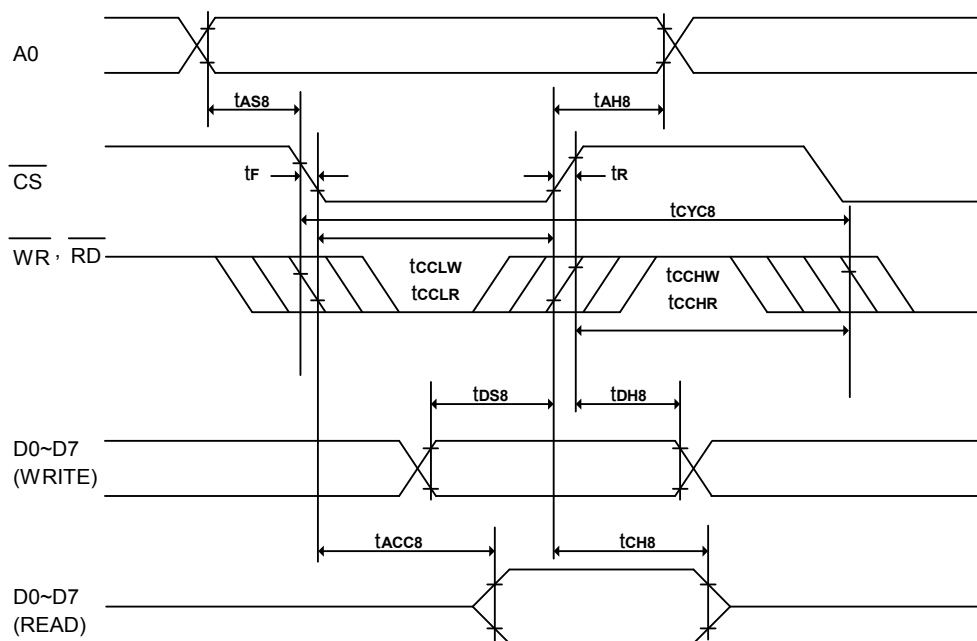 A0
tAS8
tAH8
CS
tF
tR
tCYC8
WR, RD
tCCLW
tCCLR
tCCHW
tCCHR
tDS8
tDH8
D0~D7
(WRITE)
tACC8
tCH8
D0~D7
(READ)